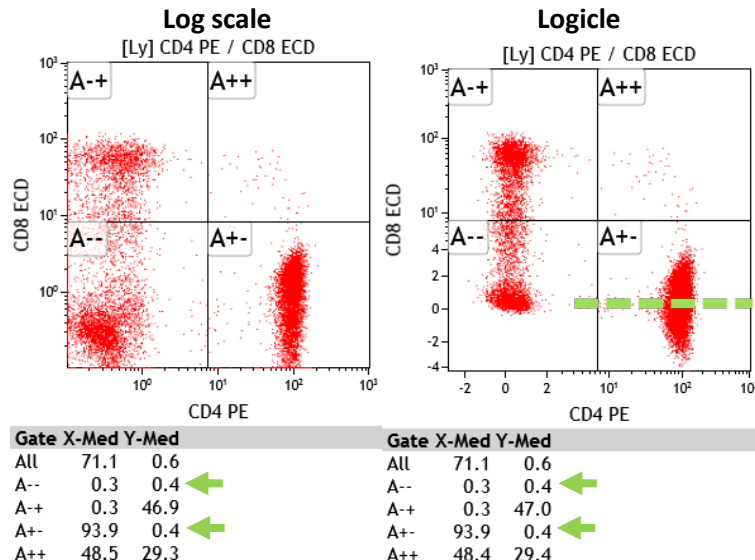 Log scale
[Ly] CD4 PE / CD8 ECD
10³
A-+
A++
10²
CD8 ECD
10¹
A--
A+-
10⁰
10⁰ 10¹ 10² 10³
CD4 PE
Gate X-Med Y-Med
All 71.1 0.6
A-- 0.3 0.4
A-+ 0.3 46.9
A+- 93.9 0.4
A++ 48.5 29.3
Logicle
[Ly] CD4 PE / CD8 ECD
10³
A-+
A++
10²
CD8 ECD
10¹
A--
A+-
4
2
0
-2
-4
-2 0 2 10¹ 10²
CD4 PE
Gate X-Med Y-Med
All 71.1 0.6
A-- 0.3 0.4
A-+ 0.3 47.0
A+- 93.9 0.4
A++ 48.4 29.4